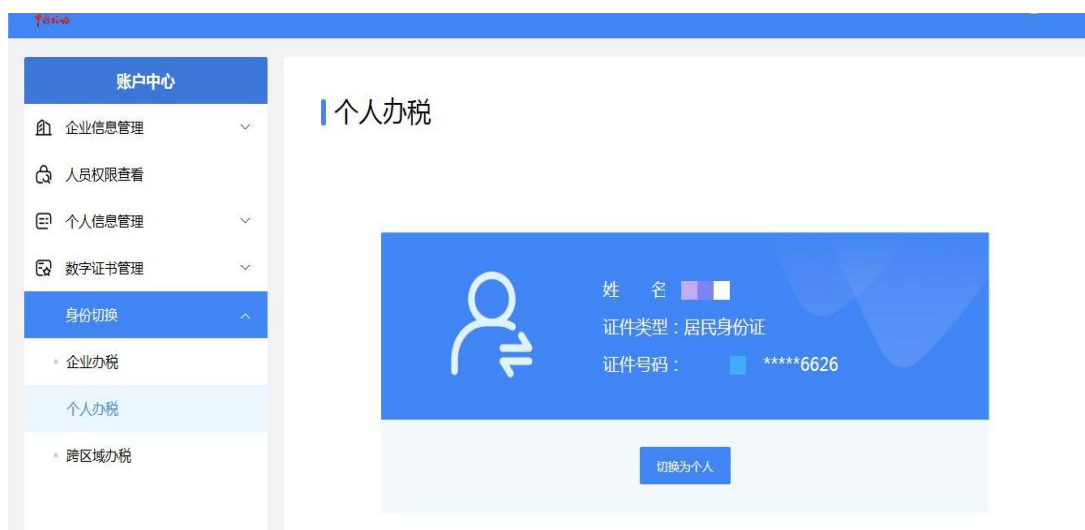 账户中心
企业信息管理
人员权限查看
个人信息管理
数字证书管理
身份切换
企业办税
个人办税
跨区域办税
个人办税
姓 名
证件类型：居民身份证
证件号码： *****6626
切换为个人